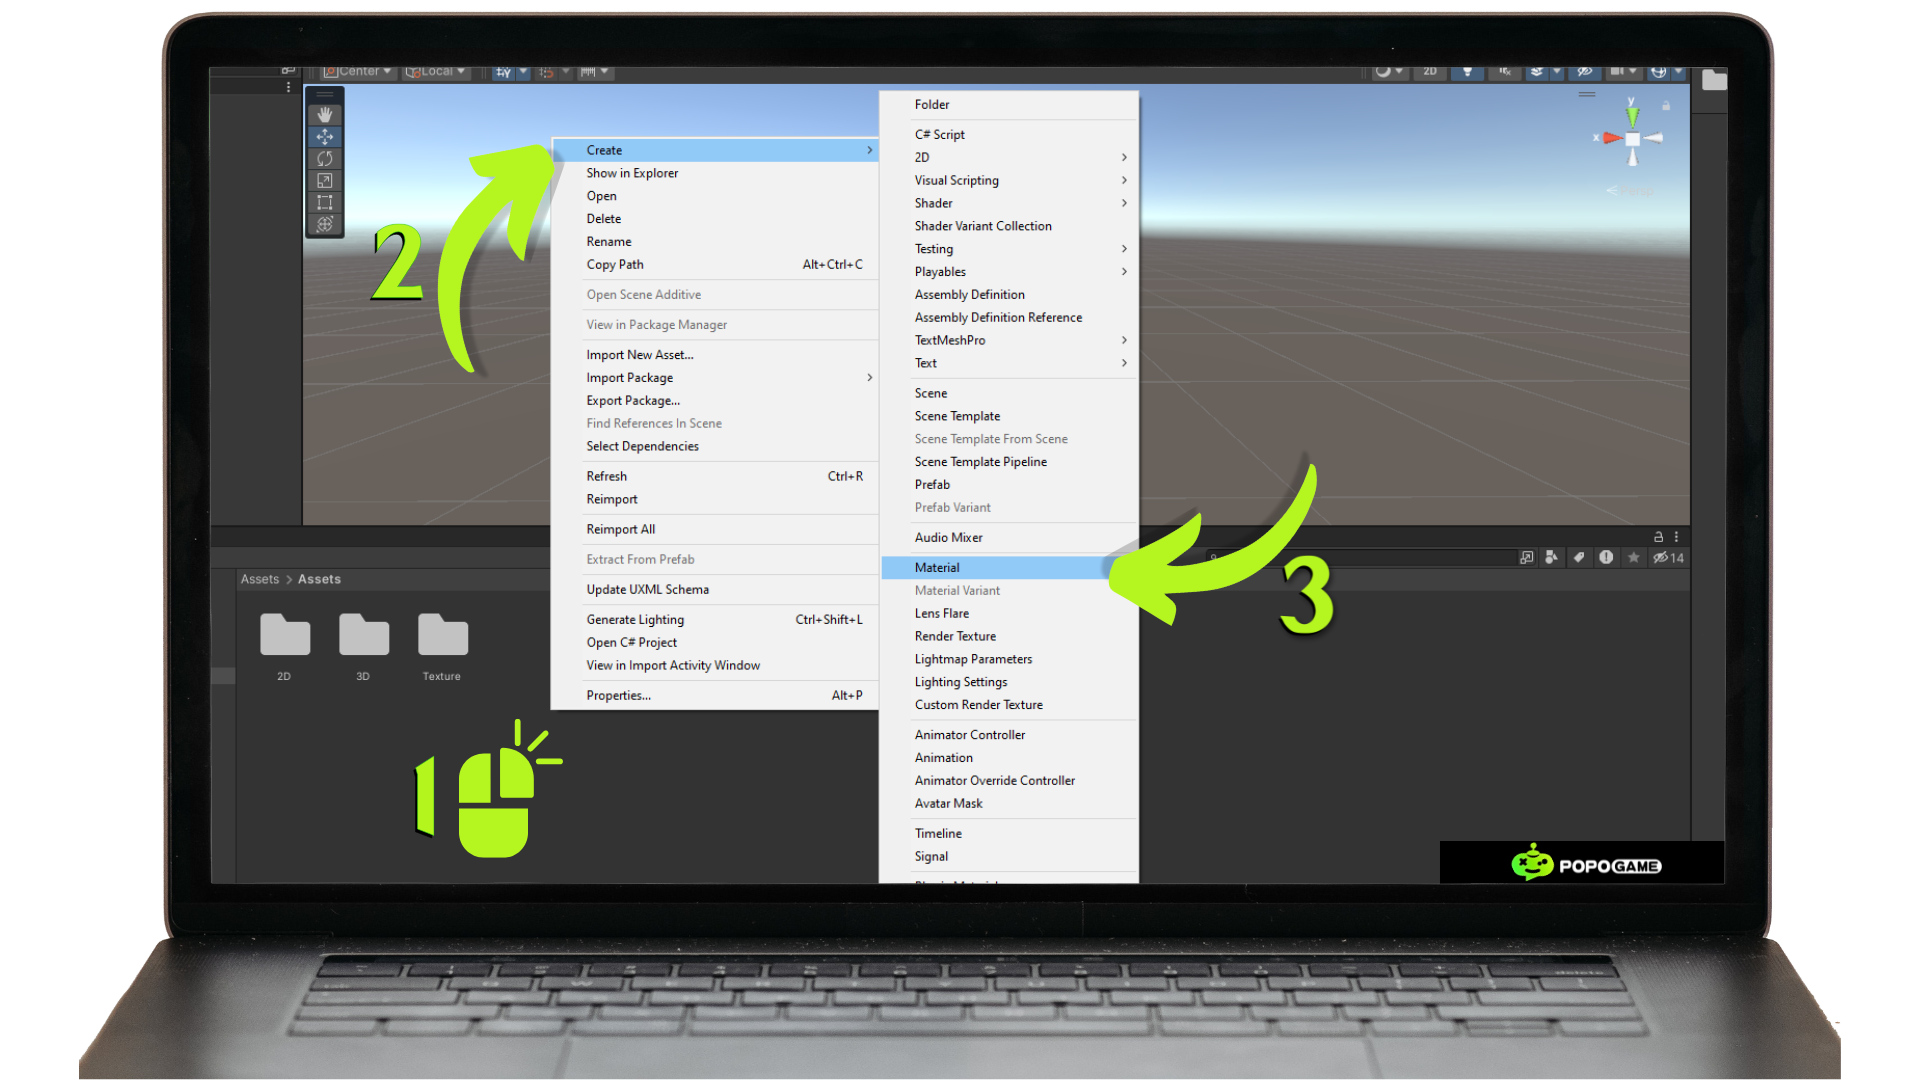 Center
Local
2D
y
x
Create
Show in Explorer
Open
Delete
Rename
Copy Path Alt+Ctrl+C
Open Scene Additive
View in Package Manager
Import New Asset...
Import Package
Export Package...
Find References In Scene
Select Dependencies
Refresh Ctrl+R
Reimport
Reimport All
Extract From Prefab
Update UXML Schema
Generate Lighting Ctrl+Shift+L
Open C# Project
View in Import Activity Window
Properties... Alt+P
Folder
C# Script
2D
Visual Scripting
Shader
Shader Variant Collection
Testing
Playables
Assembly Definition
Assembly Definition Reference
TextMeshPro
Text
Scene
Scene Template
Scene Template From Scene
Scene Template Pipeline
Prefab
Prefab Variant
Audio Mixer
Material
Material Variant
Lens Flare
Render Texture
Lightmap Parameters
Lighting Settings
Custom Render Texture
Animator Controller
Animation
Animator Override Controller
Avatar Mask
Timeline
Signal
2
3
14
Assets > Assets
2D 3D Texture
1
POPOGAME